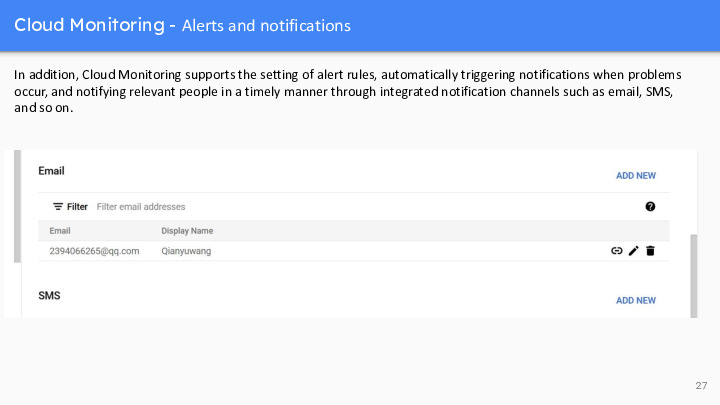 Cloud Monitoring - Alerts and notifications
In addition, Cloud Monitoring supports the setting of alert rules, automatically triggering notifications when problems
occur, and notifying relevant people in a timely manner through integrated notification channels such as email, SMS,
and so on.
Email
ADD NEW
Filter Filter email addresses
Email Display Name
2394066265@qq.com Qianyuwang
SMS
ADD NEW
27